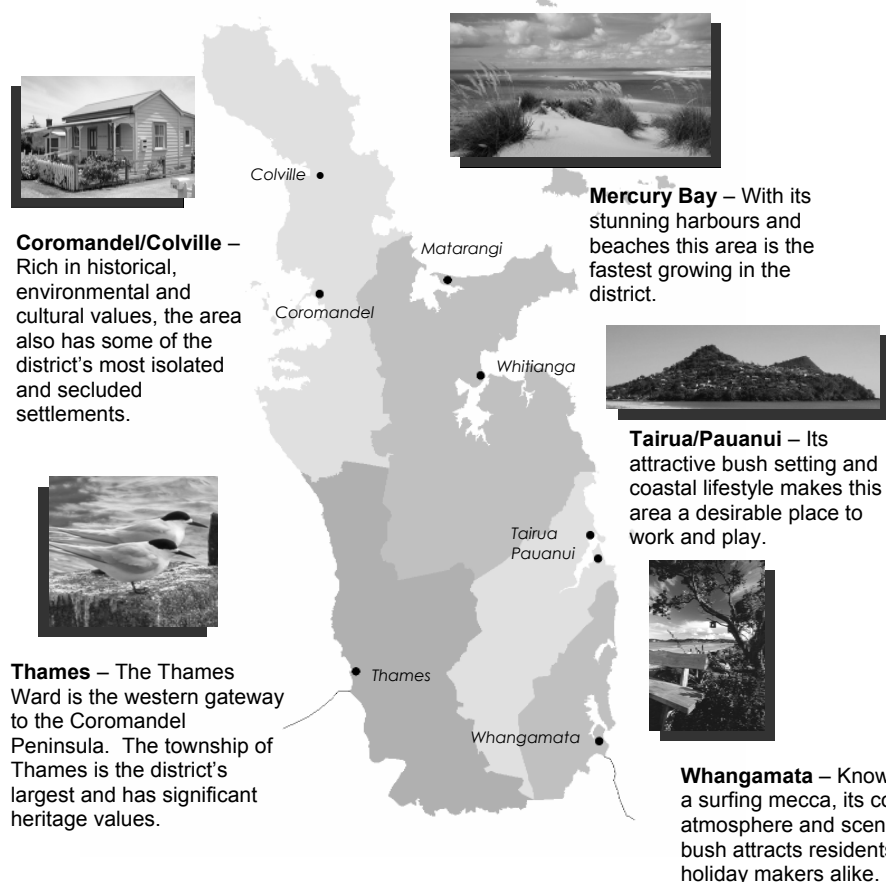 Colville
Coromandel/Colville –
Rich in historical,
environmental and
cultural values, the area
also has some of the
district's most isolated
and secluded
settlements.
Mercury Bay – With its
stunning harbours and
beaches this area is the
fastest growing in the
district.
Matarangi
Coromandel
Whitianga
Tairua/Pauanui – Its
attractive bush setting and
coastal lifestyle makes this
area a desirable place to
work and play.
Tairua
Pauanui
Thames – The Thames
Ward is the western gateway
to the Coromandel
Peninsula. The township of
Thames is the district's
largest and has significant
heritage values.
Thames
Whangamata
Whangamata –
a surfing mecca, its
atmosphere and
bush attracts
holiday makers alike.